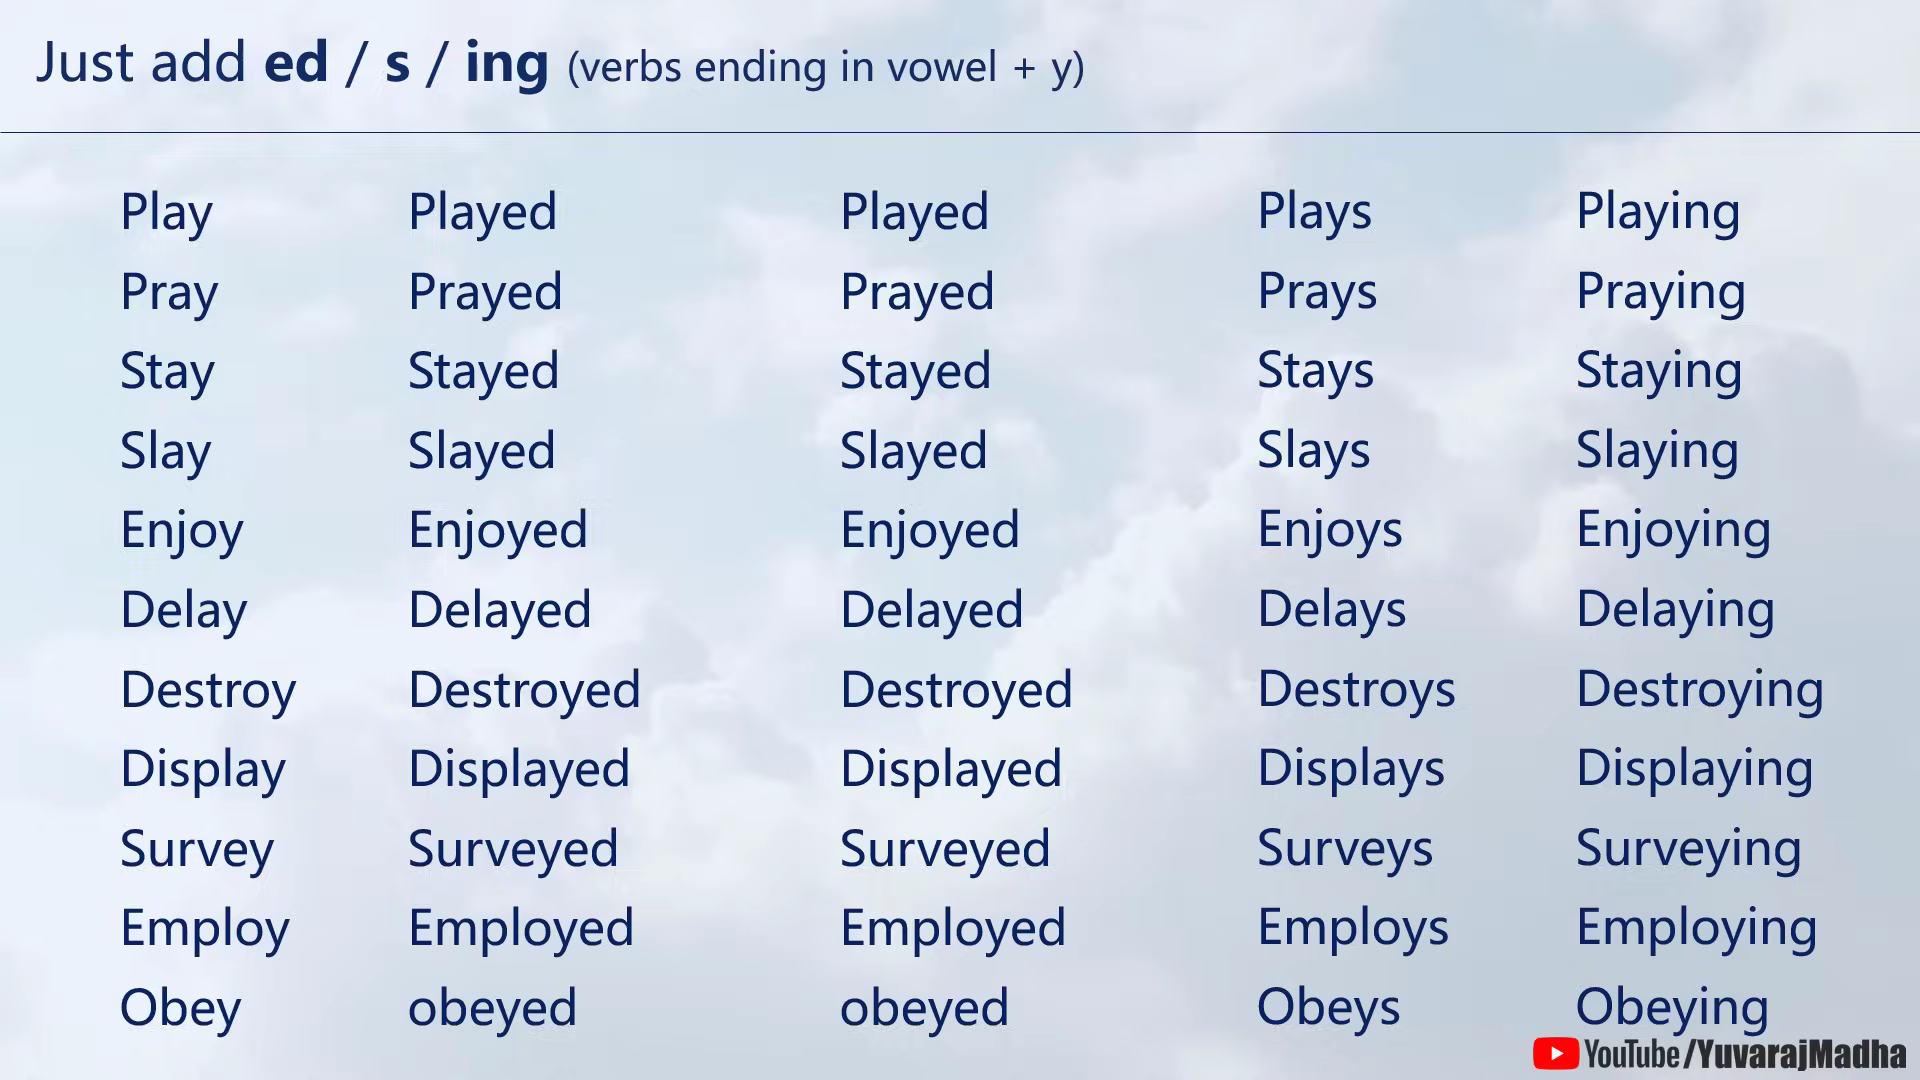 Just add ed / s / ing (verbs ending in vowel + y)
Play Played Played Plays Playing
Pray Prayed Prayed Prays Praying
Stay Stayed Stayed Stays Staying
Slay Slayed Slayed Slays Slaying
Enjoy Enjoyed Enjoyed Enjoys Enjoying
Delay Delayed Delayed Delays Delaying
Destroy Destroyed Destroyed Destroys Destroying
Display Displayed Displayed Displays Displaying
Survey Surveyed Surveyed Surveys Surveying
Employ Employed Employed Employs Employing
Obey obeyed obeyed Obeys Obeying
YouTube/YuvarajMadha